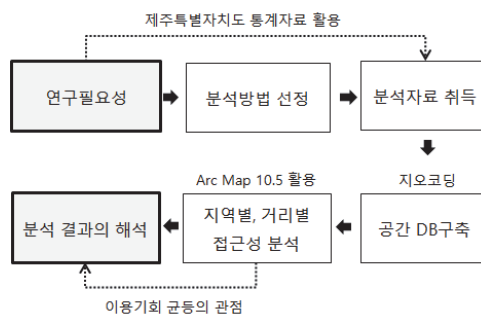 제주특별자치도 통계자료 활용
연구필요성
분석방법 선정
분석자료 취득
Arc Map 10.5 활용
지오코딩
분석 결과의 해석
지역별, 거리별
접근성 분석
공간 DB구축
이용기회 균등의 관점